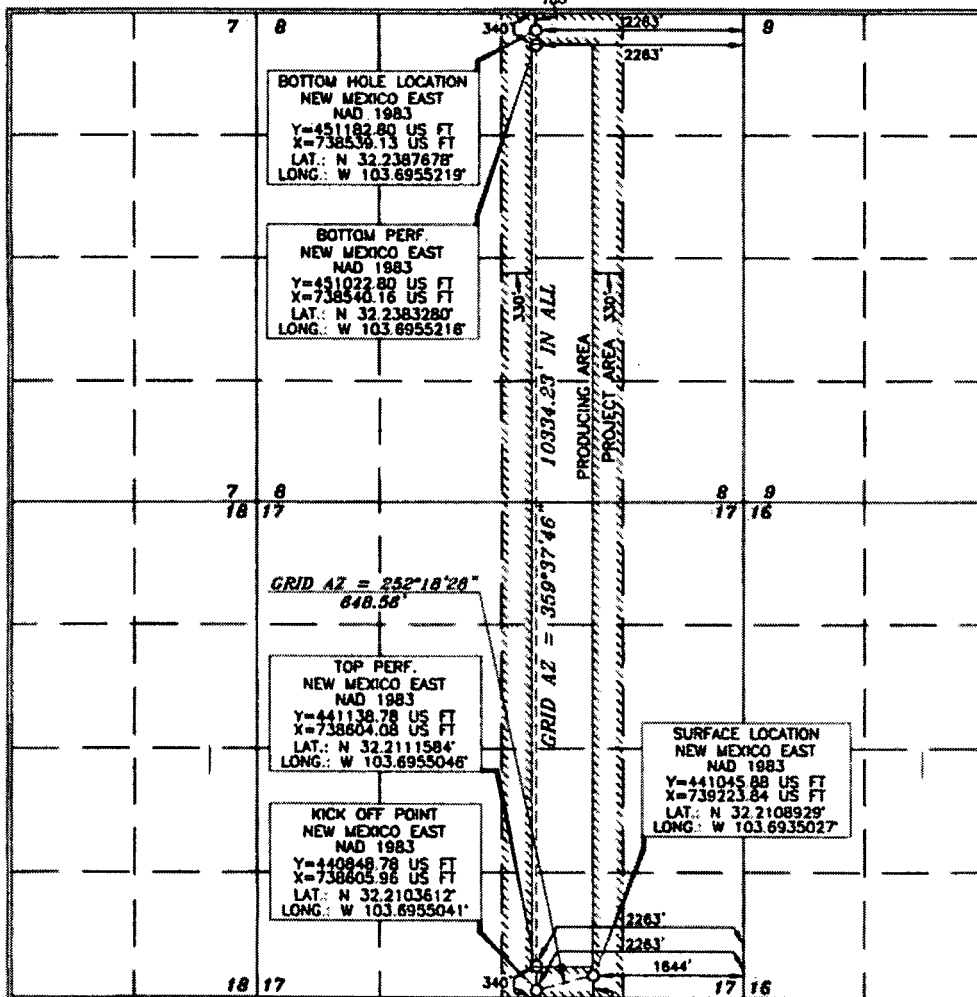 7 8
340'
2263'
9
2263'
BOTTOM HOLE LOCATION
NEW MEXICO EAST
NAD 1983
Y=451182.80 US FT
X=738539.13 US FT
LAT.: N 32.2387678°
LONG.: W 103.6955219°
BOTTOM PERF.
NEW MEXICO EAST
NAD 1983
Y=451022.80 US FT
X=738540.16 US FT
LAT.: N 32.2383280°
LONG.: W 103.6955218°
330'
330'
GRID AZ = 359°37'46" 10334.23' IN ALL
PRODUCING AREA
PROJECT AREA
7 8
18 17
8 9
17 16
GRID AZ = 252°18'26"
648.56'
TOP PERF.
NEW MEXICO EAST
NAD 1983
Y=441138.78 US FT
X=738604.08 US FT
LAT.: N 32.2111584°
LONG.: W 103.6955046°
SURFACE LOCATION
NEW MEXICO EAST
NAD 1983
Y=441045.88 US FT
X=739223.84 US FT
LAT.: N 32.2108929°
LONG.: W 103.6935027°
KICK OFF POINT
NEW MEXICO EAST
NAD 1983
Y=440848.78 US FT
X=738605.96 US FT
LAT.: N 32.2103612°
LONG.: W 103.6955041°
2263'
2263'
1644'
18 17
340'
17 16